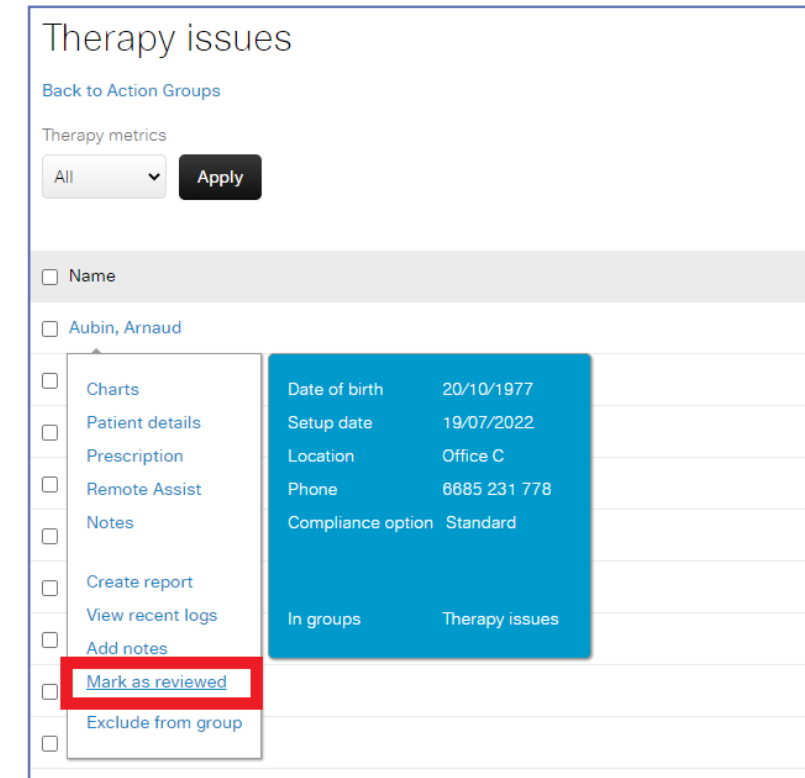 Therapy issues
Back to Action Groups
Therapy metrics
All Apply
Name
Aubin, Arnaud
Charts
Patient details
Prescription
Remote Assist
Notes
Create report
View recent logs
Add notes
Mark as reviewed
Exclude from group
Date of birth 20/10/1977
Setup date 19/07/2022
Location Office C
Phone 6685 231 778
Compliance option Standard
In groups Therapy issues